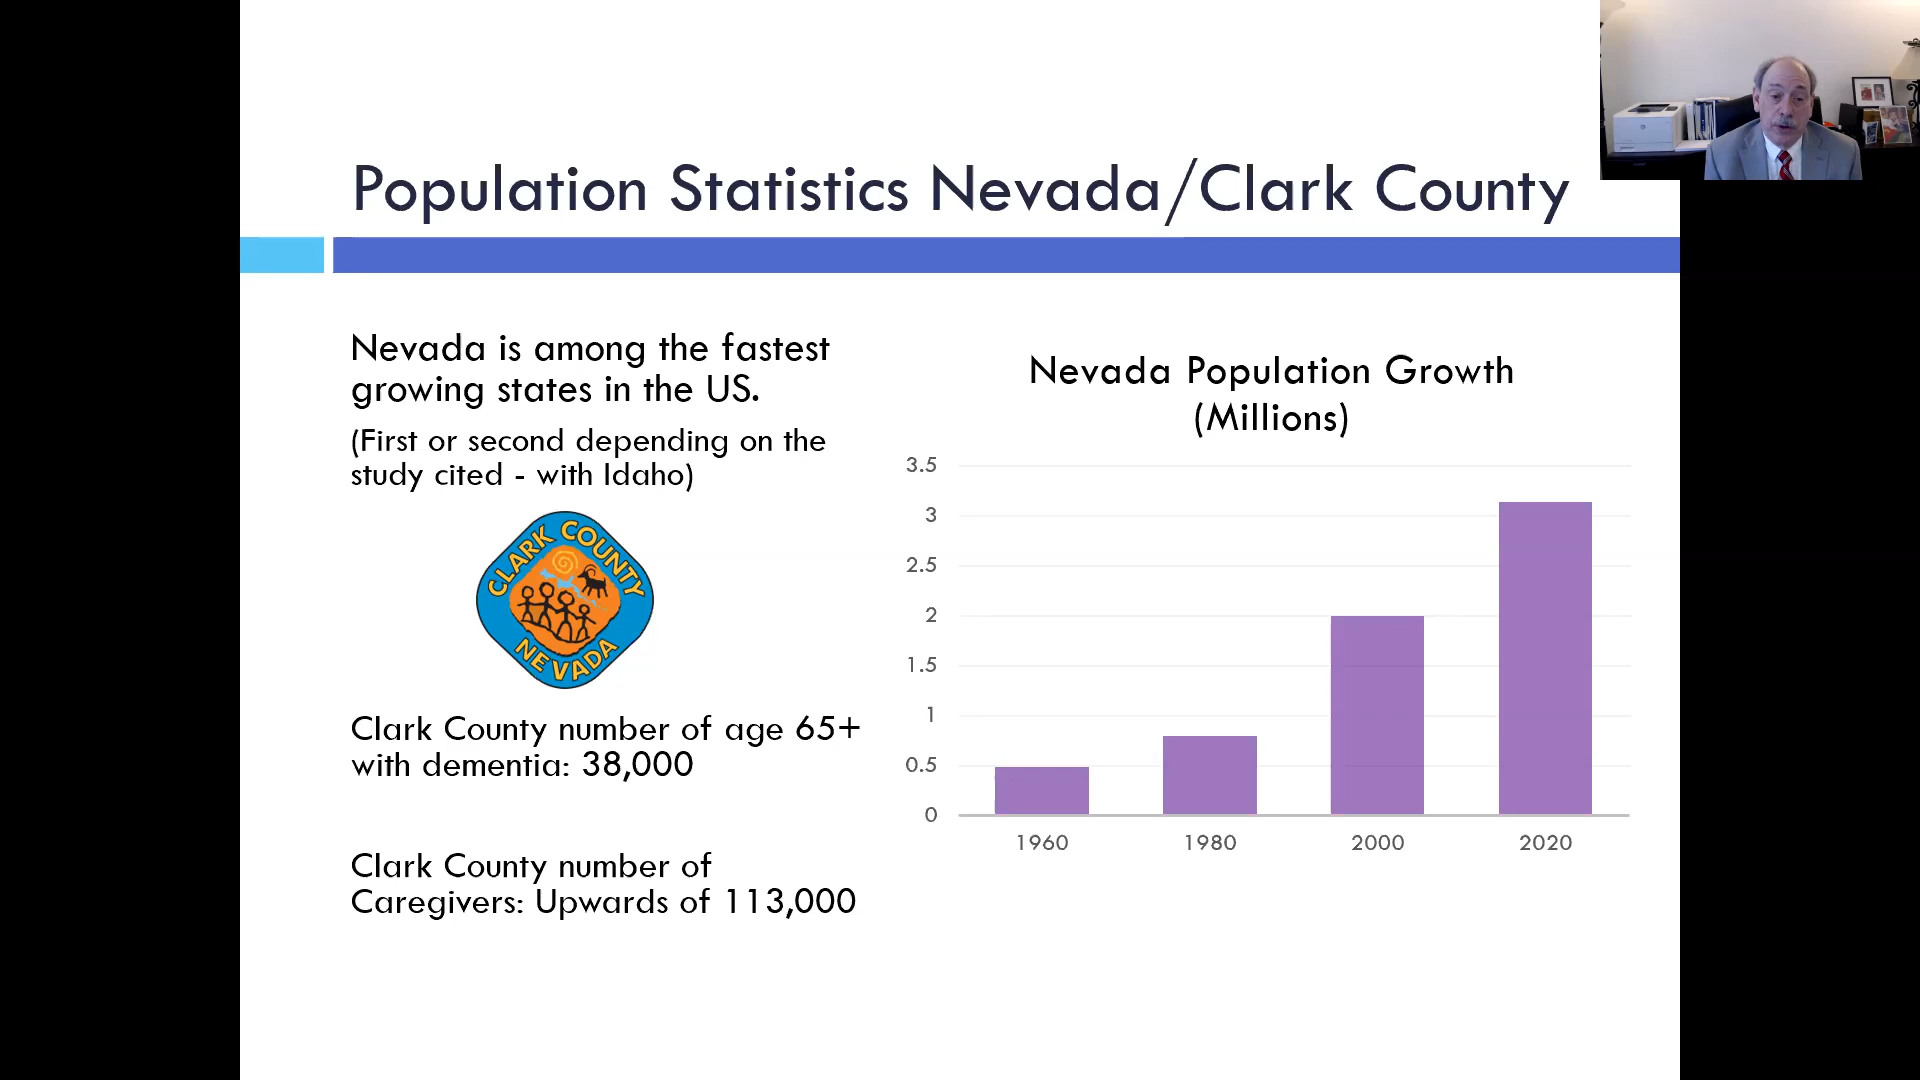 Population Statistics Nevada/Clark County
Nevada is among the fastest
growing states in the US.
(First or second depending on the
study cited - with Idaho)
CLARK COUNTY
NEVADA
Clark County number of age 65+
with dementia: 38,000
Clark County number of
Caregivers: Upwards of 113,000
Nevada Population Growth
(Millions)
3.5
3
2.5
2
1.5
1
0.5
0
1960 1980 2000 2020